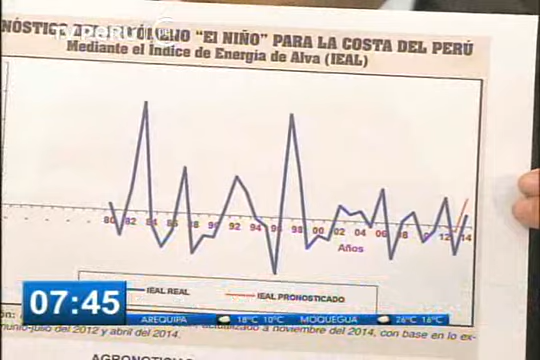 TV PERÚ
NÓSTICO "El NIÑO" PARA LA COSTA DEL PERÚ
Mediante el Índice de Energía de Alva (IEAL)
80 82 84 86 88 90 92 94 96 98 00 02 04 06 08 10 12 14
Años
IEAL REAL IEAL PRONOSTICADO
07:45
AREQUIPA 18°C 10°C MOQUEGUA 26°C 16°C
actualizado a noviembre del 2014, con base en lo ex-
junio-julio del 2012 y abril del 2014.
AGRONOTICIAS